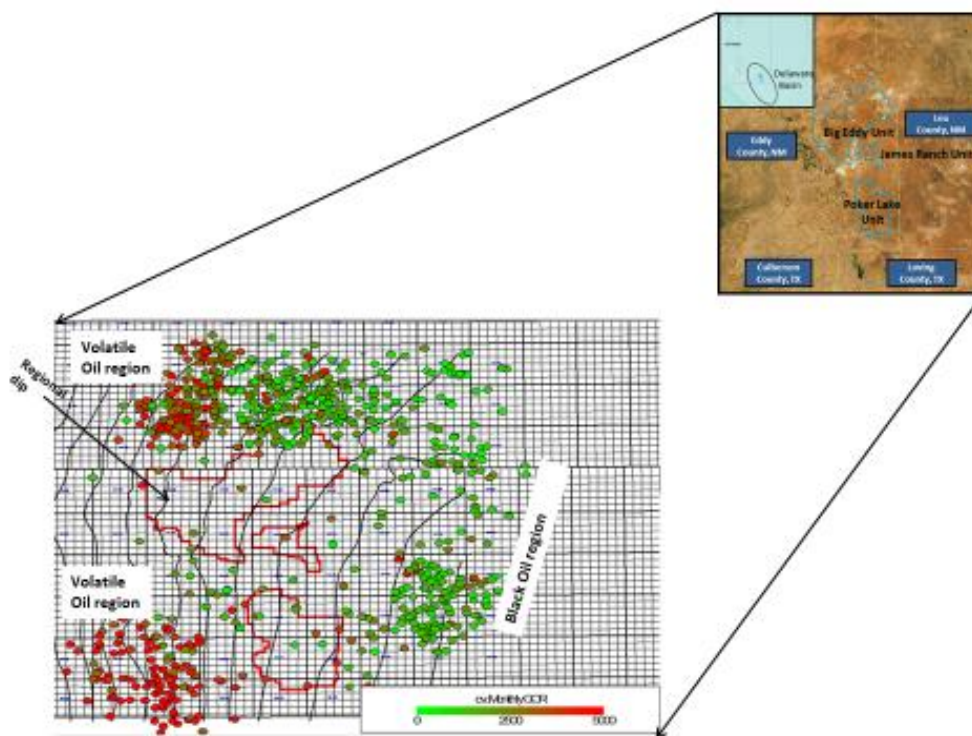 Delaware
Basin
Big Eddy Unit
Lea
County, NM
Eddy
County, NM
James Ranch Unit
Poker Lake
Unit
Culberson
County, TX
Loving
County, TX
Volatile
Oil region
Regional
dip
Black Oil region
Volatile
Oil region
0
2500
5000